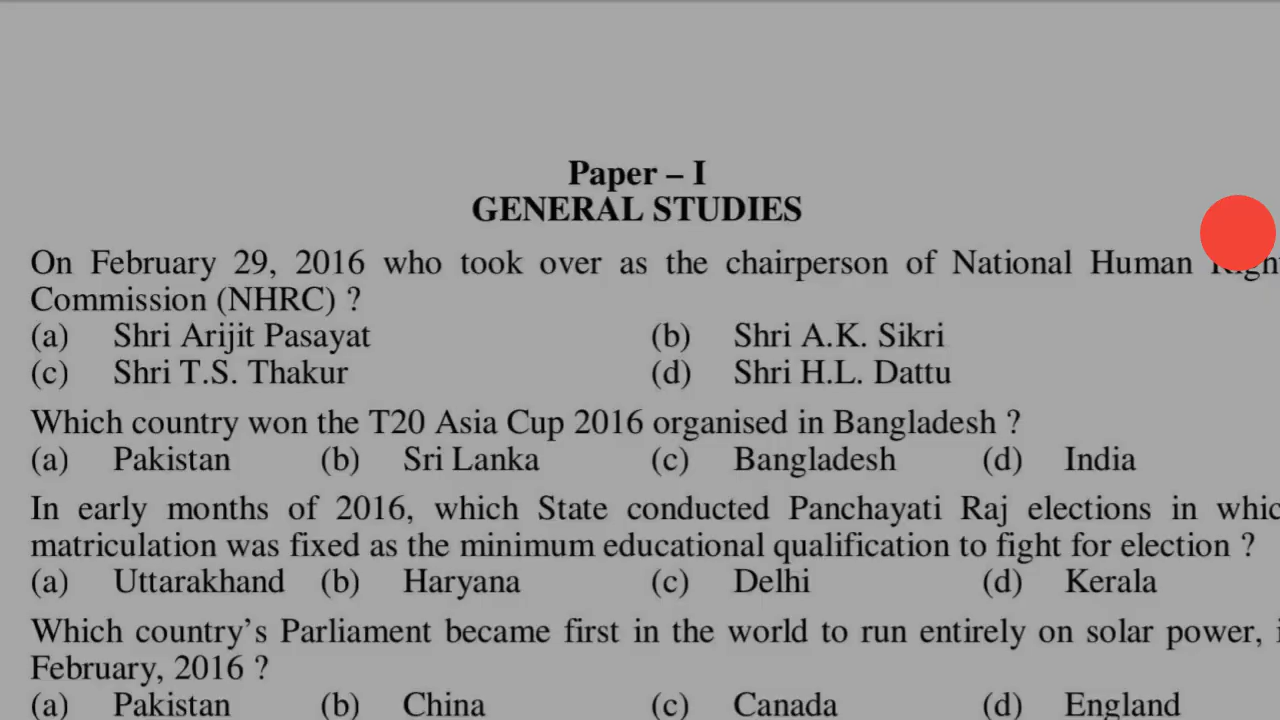 Paper – I
GENERAL STUDIES
On February 29, 2016 who took over as the chairperson of National Human
Commission (NHRC) ?
(a) Shri Arijit Pasayat (b) Shri A.K. Sikri
(c) Shri T.S. Thakur (d) Shri H.L. Dattu
Which country won the T20 Asia Cup 2016 organised in Bangladesh ?
(a) Pakistan (b) Sri Lanka (c) Bangladesh (d) India
In early months of 2016, which State conducted Panchayati Raj elections in whic
matriculation was fixed as the minimum educational qualification to fight for election ?
(a) Uttarakhand (b) Haryana (c) Delhi (d) Kerala
Which country’s Parliament became first in the world to run entirely on solar power,
February, 2016 ?
(a) Pakistan (b) China (c) Canada (d) England